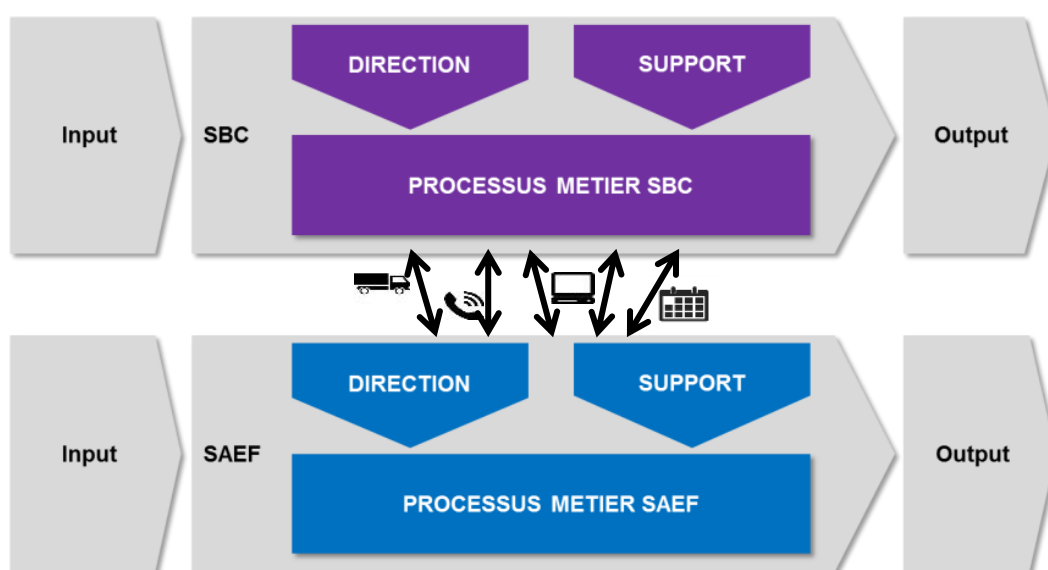 DIRECTION
SUPPORT
Input
SBC
Output
PROCESSUS METIER SBC
DIRECTION
SUPPORT
Input
SAEF
Output
PROCESSUS METIER SAEF